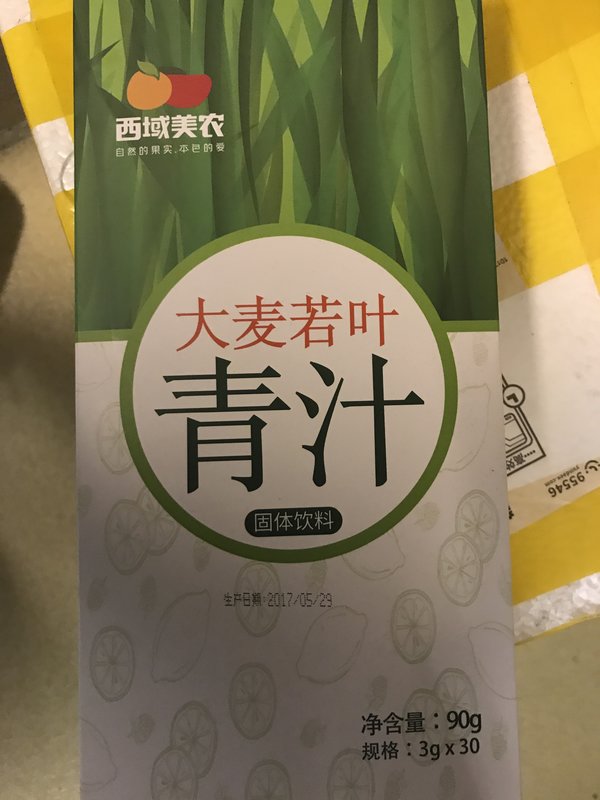 西域美农
自然的果实.本色的爱
大麦若叶
青汁
固体饮料
生产日期:2017/05/29
净含量：90g
规格：3g x 30
95546